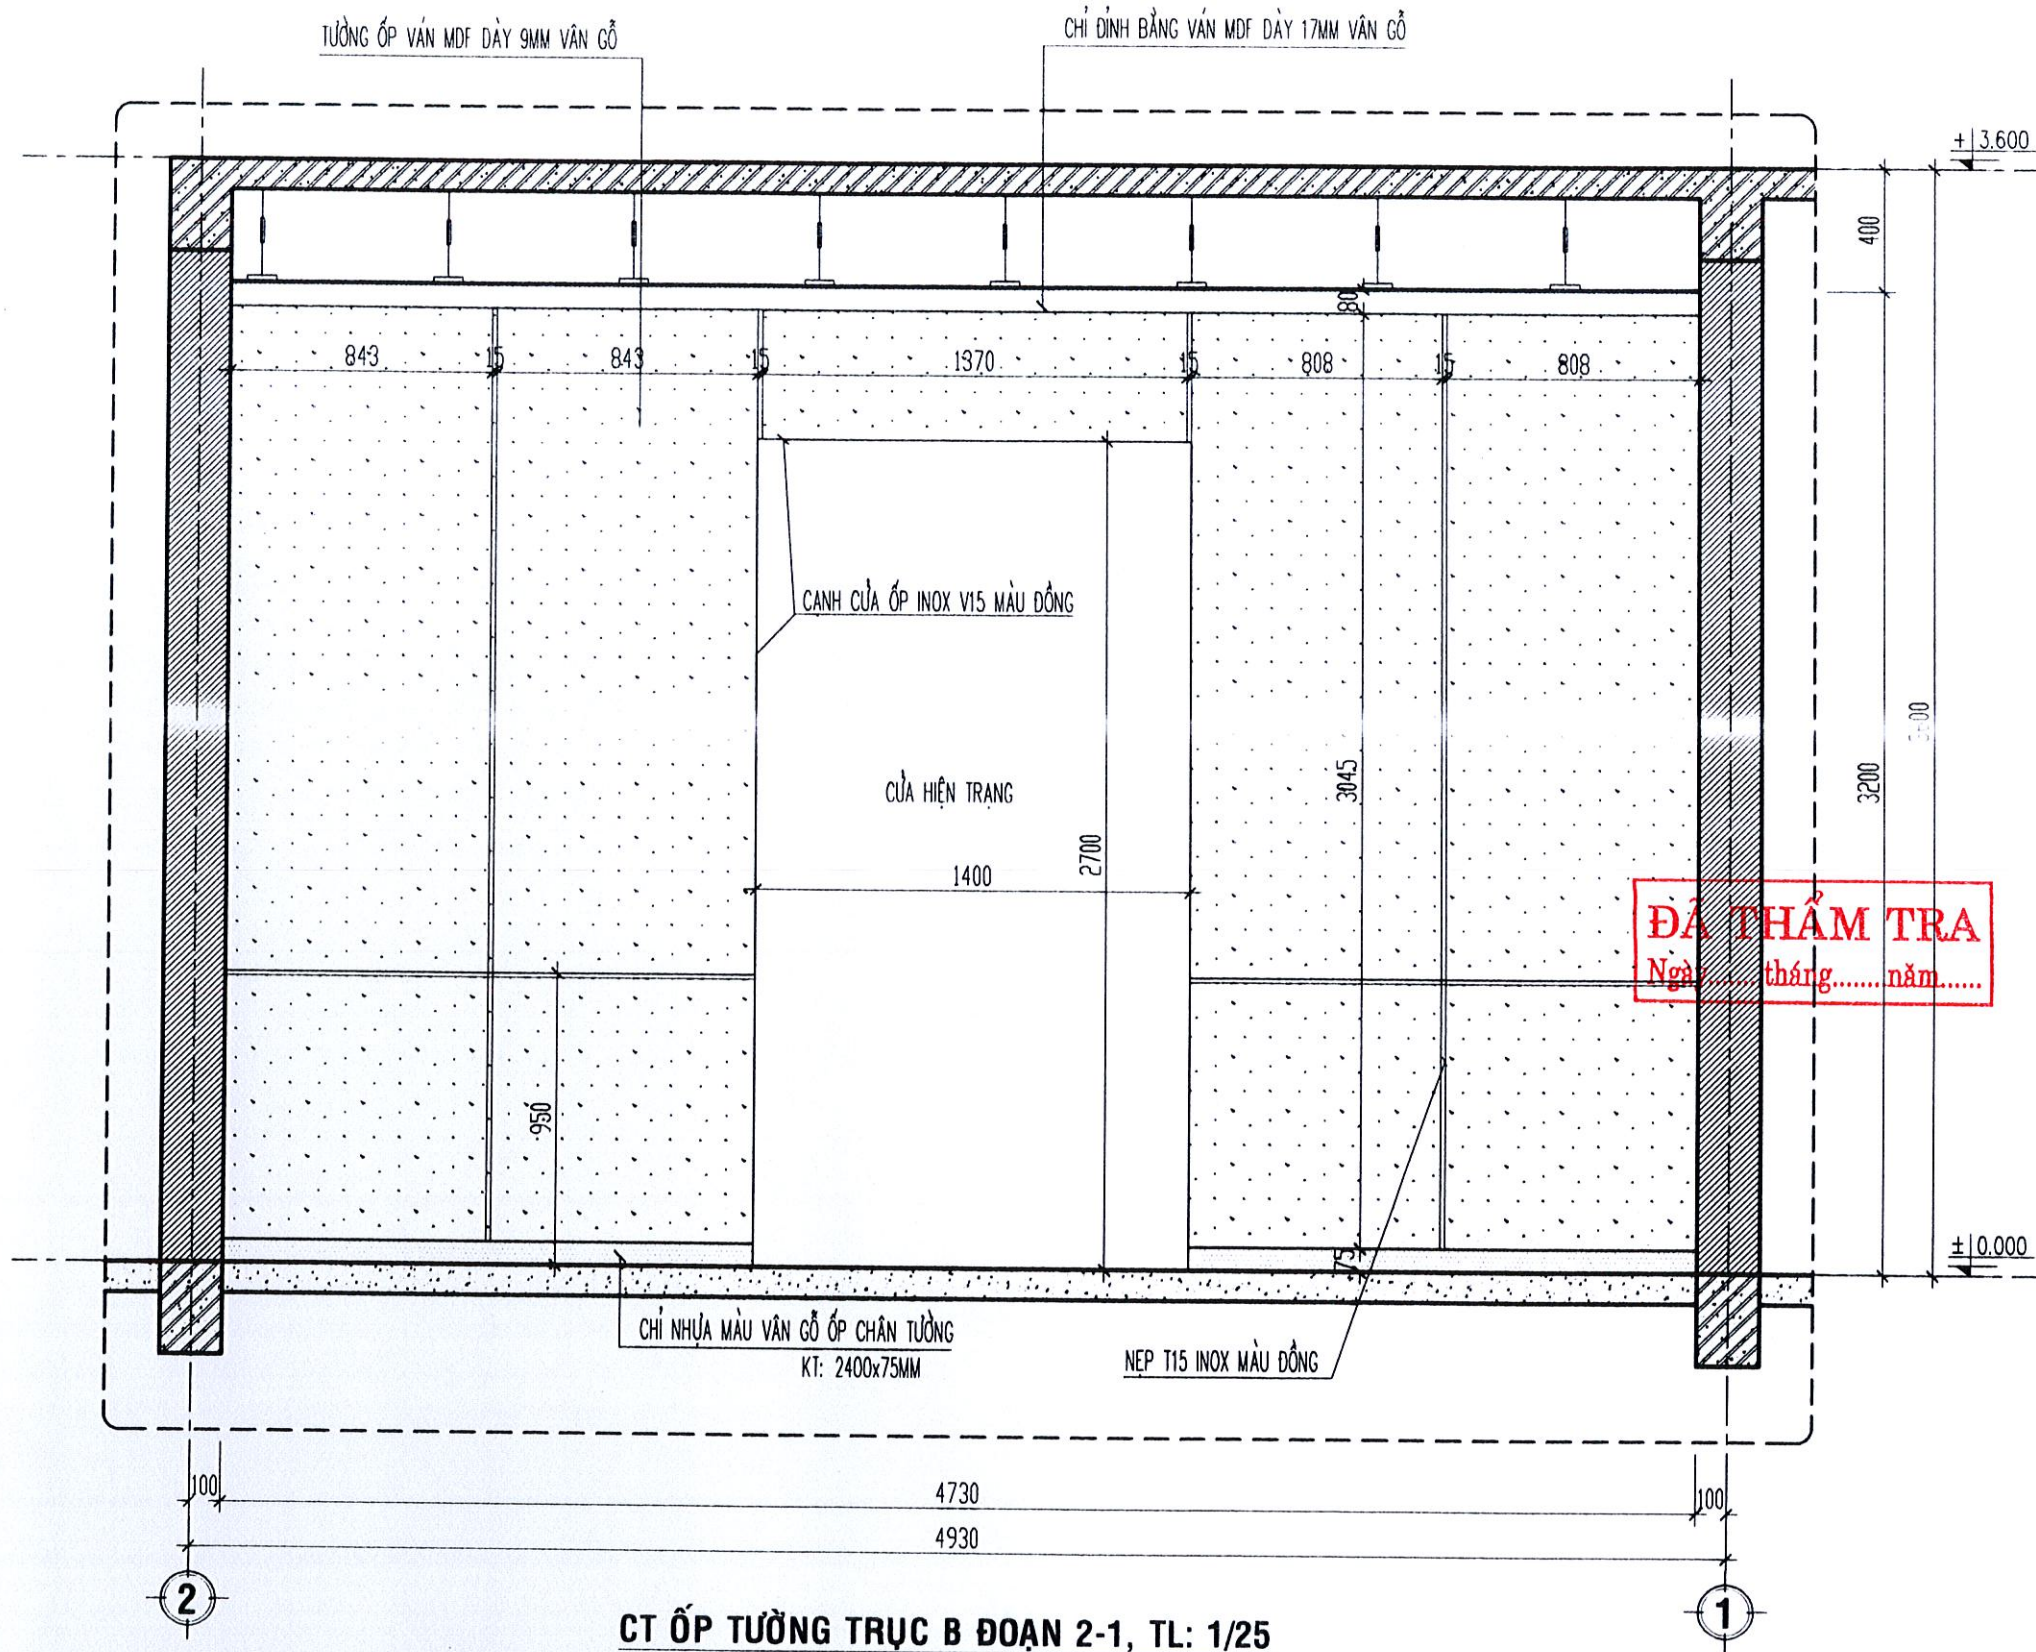 TƯỜNG ỐP VÁN MDF DÀY 9MM VÂN GỖ
CHỈ ĐỈNH BẰNG VÁN MDF DÀY 17MM VÂN GỖ
+ 3.600
400
80
843 15 843 15 1370 15 808 15 808
CANH CỬA ỐP INOX V15 MÀU ĐỒNG
CỬA HIỆN TRẠNG
3045
3200
2700
1400
ĐÃ THẨM TRA
Ngày....... tháng....... năm......
950
75
± 0.000
CHỈ NHỰA MÀU VÂN GỖ ỐP CHÂN TƯỜNG
KT: 2400x75MM
NẸP T15 INOX MÀU ĐỒNG
100 4730 100
4930
2 1
CT ỐP TƯỜNG TRỤC B ĐOẠN 2-1, TL: 1/25